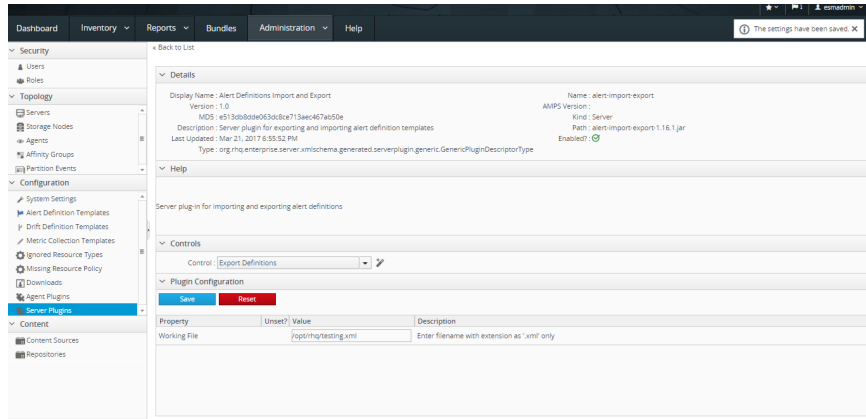 1 esmadmin
Dashboard Inventory Reports Bundles Administration Help
The settings have been saved. X
Security
« Back to List
Users
Roles
Details
Topology
Display Name : Alert Definitions Import and Export Name : alert-import-export
Servers
Version : 1.0 AMPS Version :
Storage Nodes
MD5 : e513db8dde063dc8ce713aec467ab50e Kind : Server
Description : Server plugin for exporting and importing alert definition templates Path : alert-import-export-1.16.1.jar
Agents
Last Updated : Mar 21, 2017 6:55:52 PM Enabled? :
Affinity Groups
Type : org.rhq.enterprise.server.xmlschema.generated.serverplugin.generic.GenericPluginDescriptorType
Partition Events
Help
Configuration
System Settings
Server plug-in for importing and exporting alert definitions
Alert Definition Templates
Drift Definition Templates
Metric Collection Templates
Controls
Ignored Resource Types
Control : Export Definitions
Missing Resource Policy
Downloads
Plugin Configuration
Agent Plugins
Save Reset
Server Plugins
Content
Property Unset? Value Description
Content Sources
Working File /opt/rhq/testing.xml Enter filename with extension as '.xml' only
Repositories